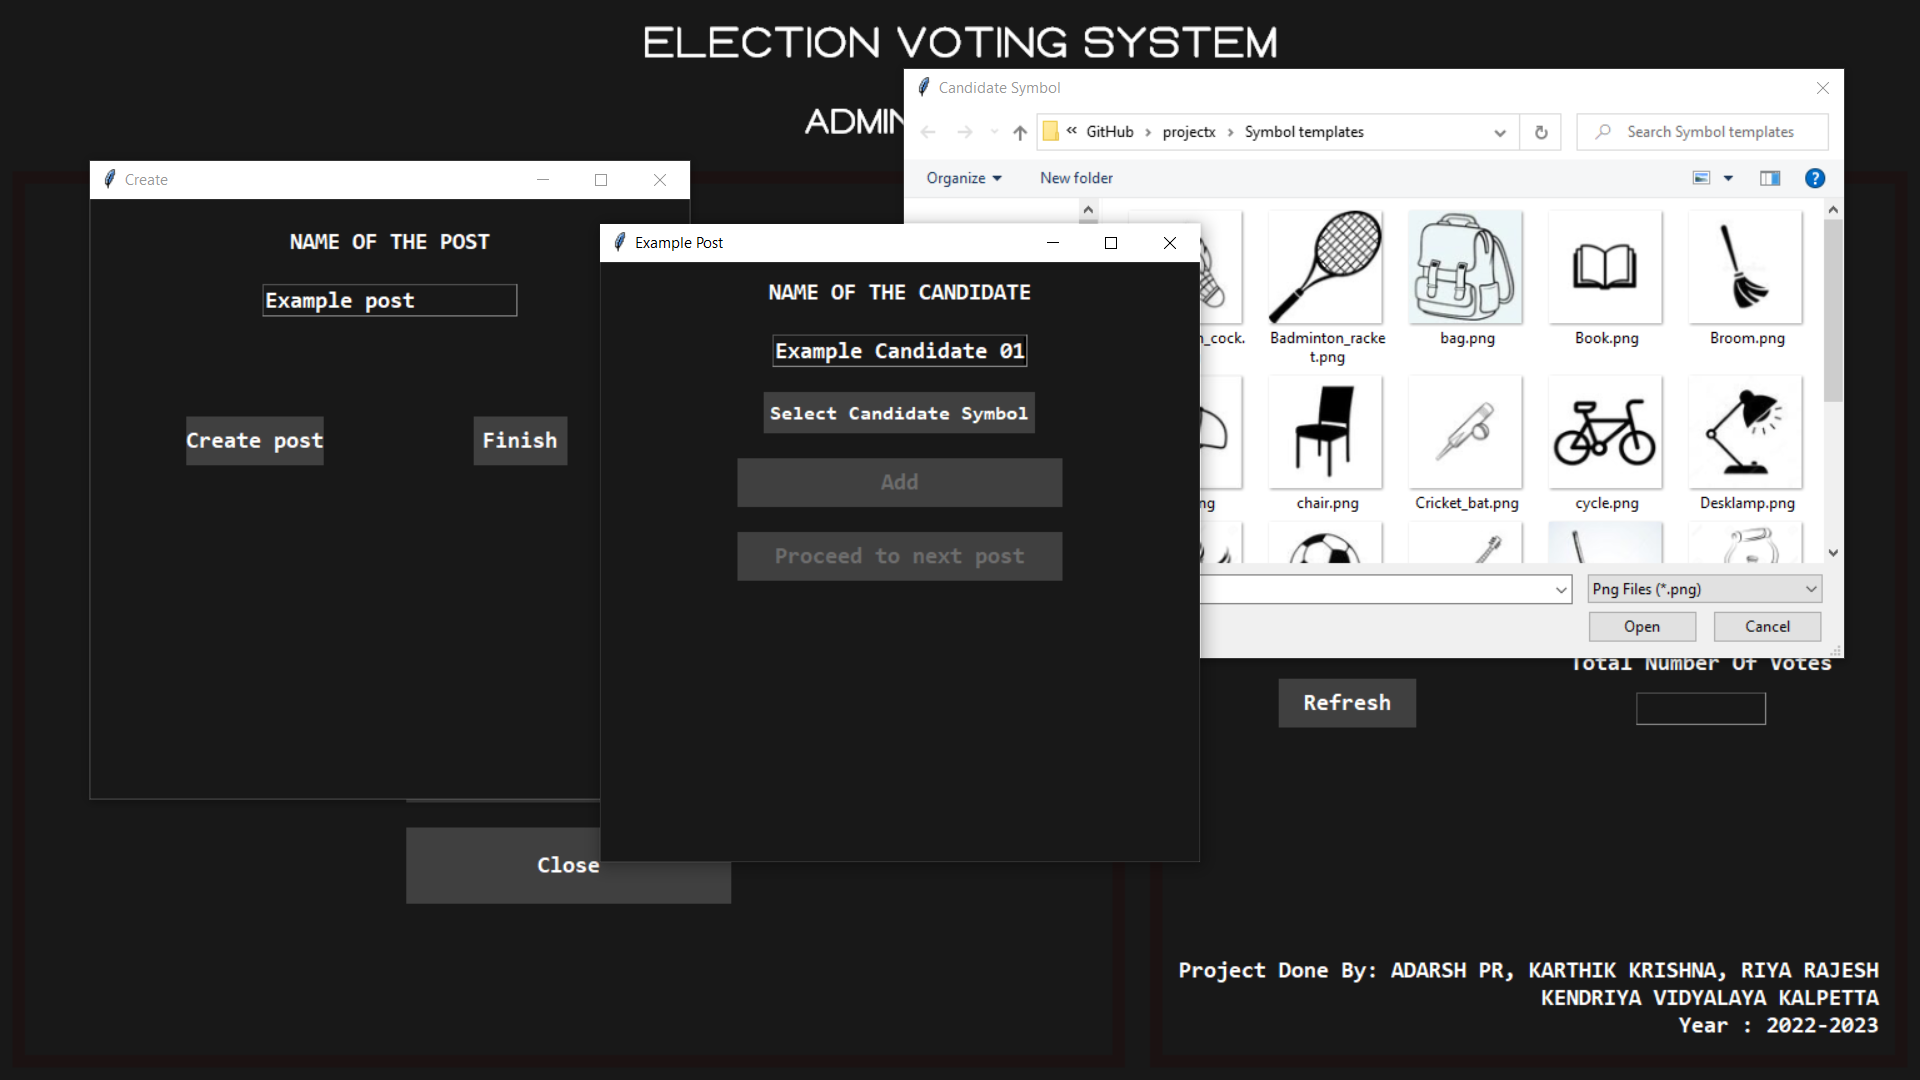 ELECTION VOTING SYSTEM
ADMIN
Create
NAME OF THE POST
Example post
Create post
Finish
Example Post
NAME OF THE CANDIDATE
Example Candidate 01
Select Candidate Symbol
Add
Proceed to next post
Candidate Symbol
« GitHub › projectx › Symbol templates
Search Symbol templates
Organize
New folder
_cock.
Badminton_racke
t.png
bag.png
Book.png
Broom.png
ng
chair.png
Cricket_bat.png
cycle.png
Desklamp.png
Png Files (*.png)
Open
Cancel
Total Number Of Votes
Refresh
Close
Project Done By: ADARSH PR, KARTHIK KRISHNA, RIYA RAJESH
KENDRIYA VIDYALAYA KALPETTA
Year : 2022-2023